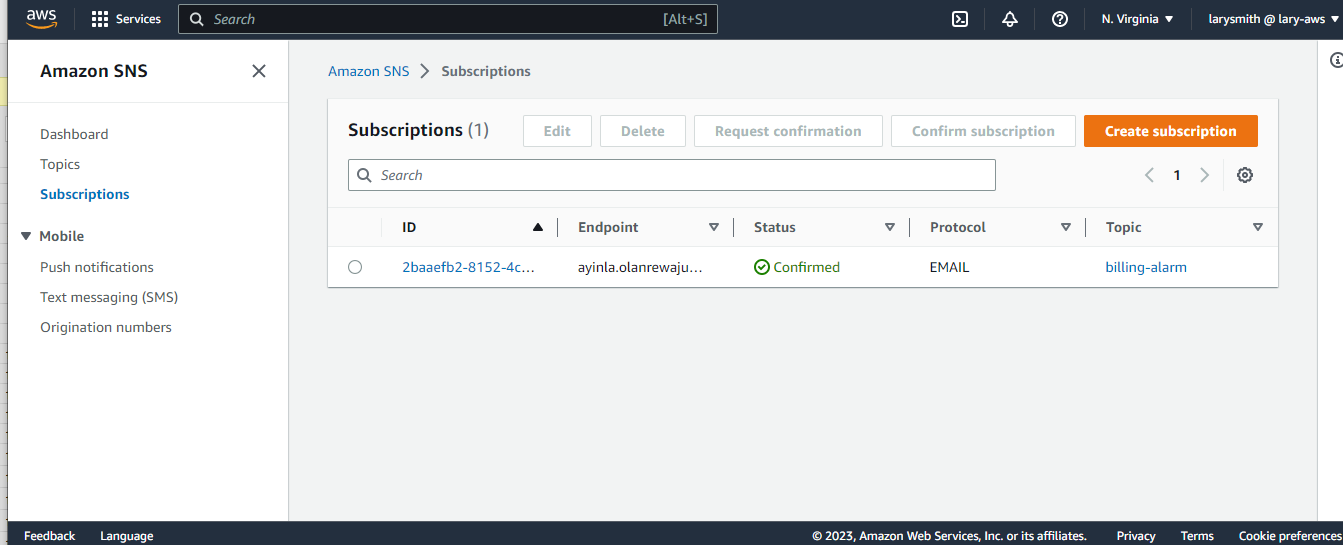 aws Services Search [Alt+S] N. Virginia larysmith @ lary-aws
Amazon SNS
Dashboard
Topics
Subscriptions
Mobile
Push notifications
Text messaging (SMS)
Origination numbers
Amazon SNS Subscriptions
Subscriptions (1) Edit Delete Request confirmation Confirm subscription Create subscription
Search 1
ID Endpoint Status Protocol Topic
2baaefb2-8152-4c... ayinla.olanrewaju... Confirmed EMAIL billing-alarm
Feedback Language © 2023, Amazon Web Services, Inc. or its affiliates. Privacy Terms Cookie preferences